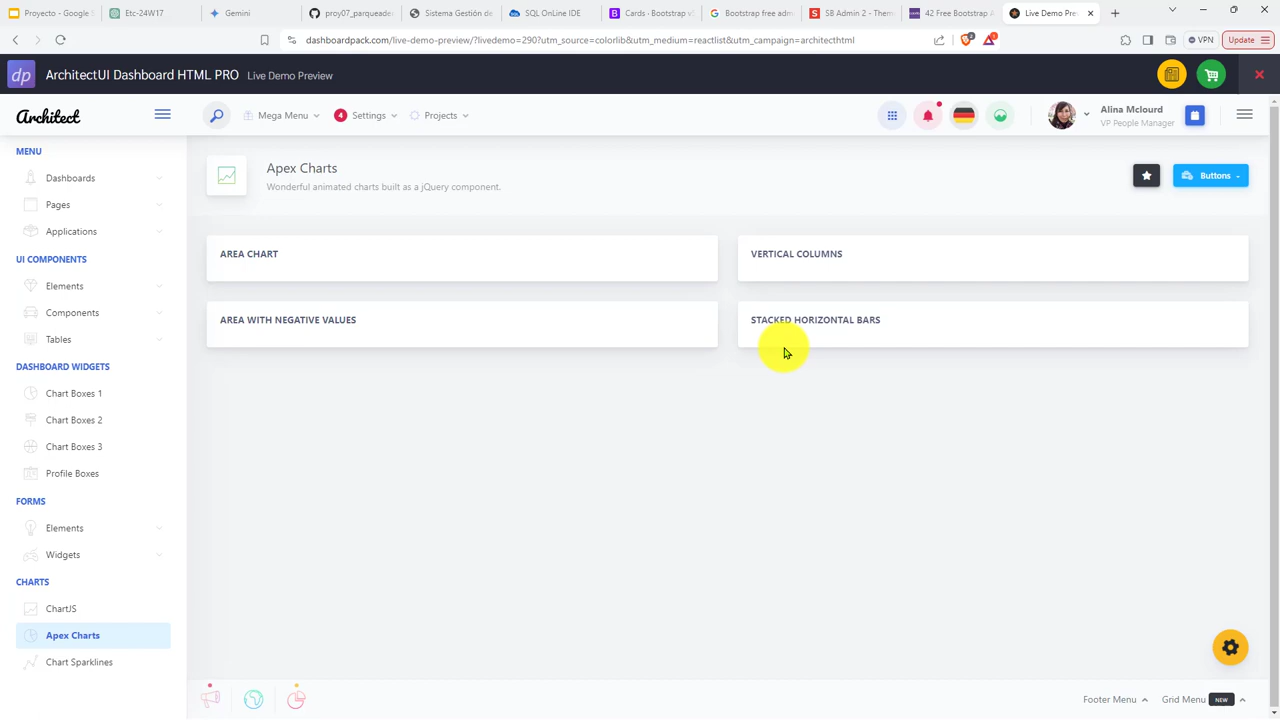 Proyecto - Google S
Etc-24W17
Gemini
proy07_parqueader
Sistema Gestión di
SQL OnLine IDE
Cards · Bootstrap v5
Bootstrap free adm
SB Admin 2 - Them
42 Free Bootstrap A
Live Demo Pre
dashboardpack.com/live-demo-preview/?livedemo=290?utm_source=colorlib&utm_medium=reactlist&utm_campaign=architecthtml
VPN
Update
dp
ArchitectUI Dashboard HTML PRO
Live Demo Preview
Architect
Mega Menu
4
Settings
Projects
Alina Mclourd
VP People Manager
MENU
Dashboards
Pages
Applications
UI COMPONENTS
Elements
Components
Tables
DASHBOARD WIDGETS
Chart Boxes 1
Chart Boxes 2
Chart Boxes 3
Profile Boxes
FORMS
Elements
Widgets
CHARTS
ChartJS
Apex Charts
Chart Sparklines
Apex Charts
Wonderful animated charts built as a jQuery component.
Buttons
AREA CHART
VERTICAL COLUMNS
AREA WITH NEGATIVE VALUES
STACKED HORIZONTAL BARS
Footer Menu
Grid Menu
NEW